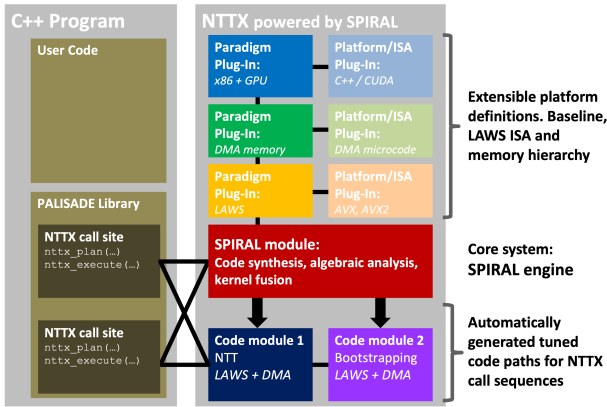 C++ Program
User Code
PALISADE Library
NTTX call site
nttx_plan(…)
nttx_execute(…)
NTTX call site
nttx_plan(…)
nttx_execute(…)
NTTX powered by SPIRAL
Paradigm
Plug-In:
x86 + GPU
Platform/ISA
Plug-In:
C++ / CUDA
Paradigm
Plug-In:
DMA memory
Platform/ISA
Plug-In:
DMA microcode
Paradigm
Plug-In:
LAWS
Platform/ISA
Plug-In:
AVX, AVX2
SPIRAL module:
Code synthesis, algebraic analysis,
kernel fusion
Code module 1
NTT
LAWS + DMA
Code module 2
Bootstrapping
LAWS + DMA
Extensible platform
definitions. Baseline,
LAWS ISA and
memory hierarchy
Core system:
SPIRAL engine
Automatically
generated tuned
code paths for NTTX
call sequences